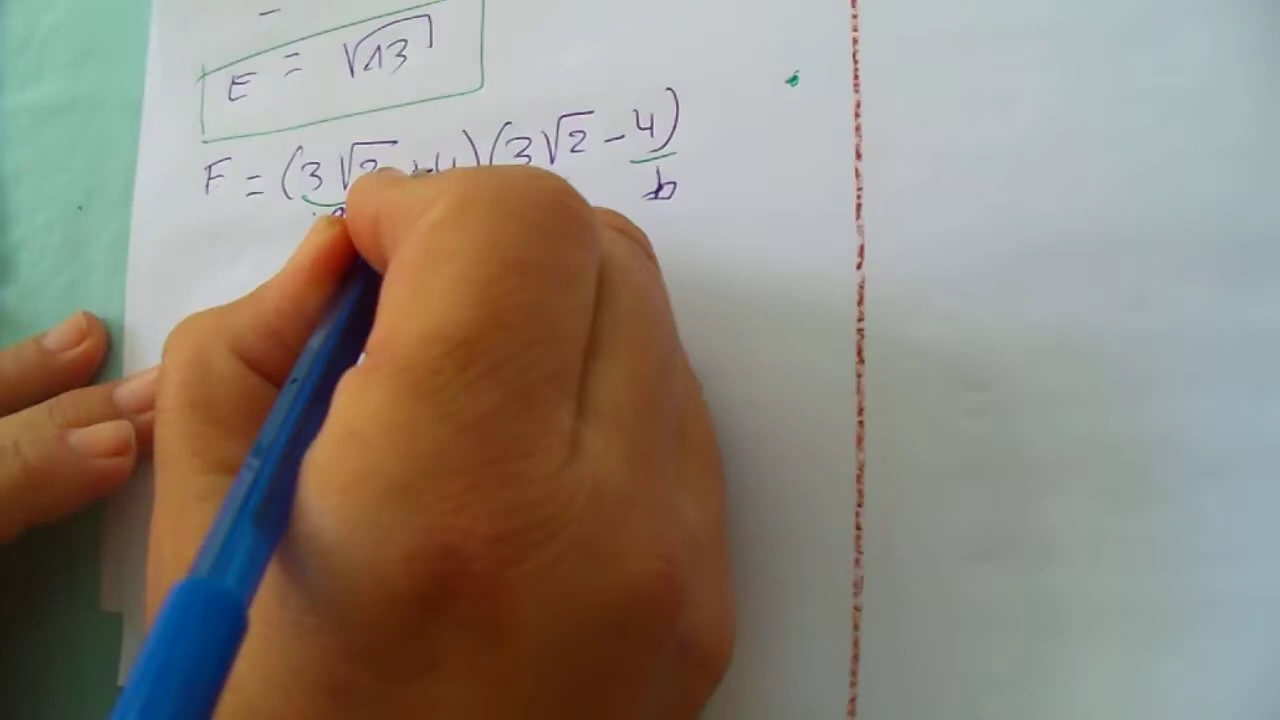 E = √13
F = (3√2 + 4)(3√2 - 4)
a b